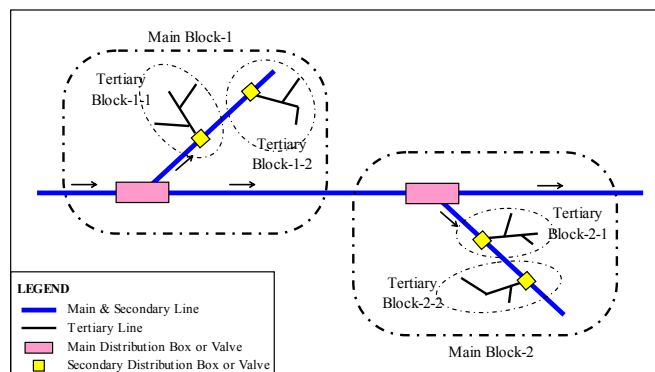 Main Block-1
Tertiary
Block-1-1
Tertiary
Block-1-2
Tertiary
Block-2-1
Tertiary
Block-2-2
Main Block-2
LEGEND
Main & Secondary Line
Tertiary Line
Main Distribution Box or Valve
Secondary Distribution Box or Valve